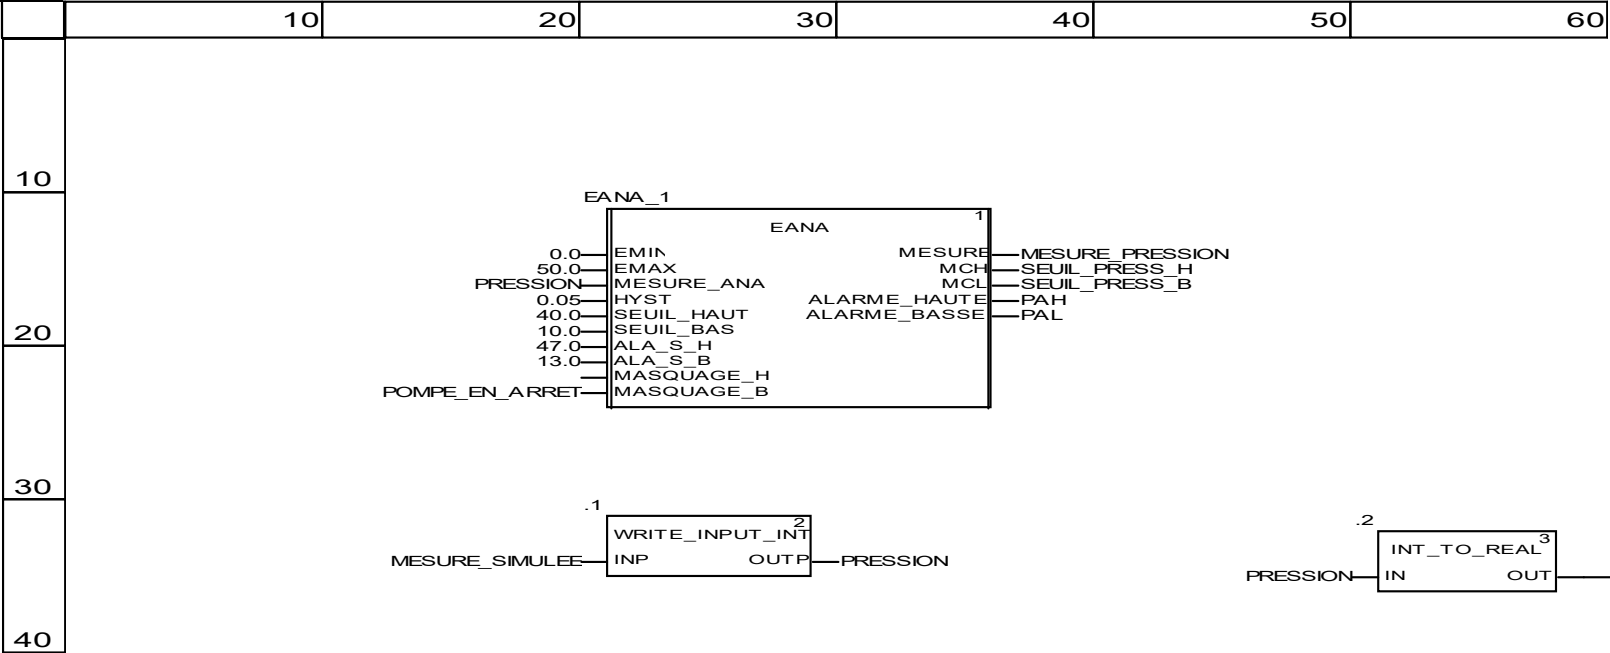 10 20 30 40 50 60
10
EANA_1
1
EANA
0.0 EMIN MESURE MESURE_PRESSION
50.0 EMAX MCH SEUIL_PRESS_H
PRESSION MESURE_ANA MCL SEUIL_PRESS_B
0.05 HYST ALARME_HAUTE PAH
40.0 SEUIL_HAUT ALARME_BASSE PAL
10.0 SEUIL_BAS
20
47.0 ALA_S_H
13.0 ALA_S_B
MASQUAGE_H
POMPE_EN_ARRET MASQUAGE_B
30
.1
2
WRITE_INPUT_INT
MESURE_SIMULEE INP OUTP PRESSION
.2
3
INT_TO_REAL
PRESSION IN OUT
40